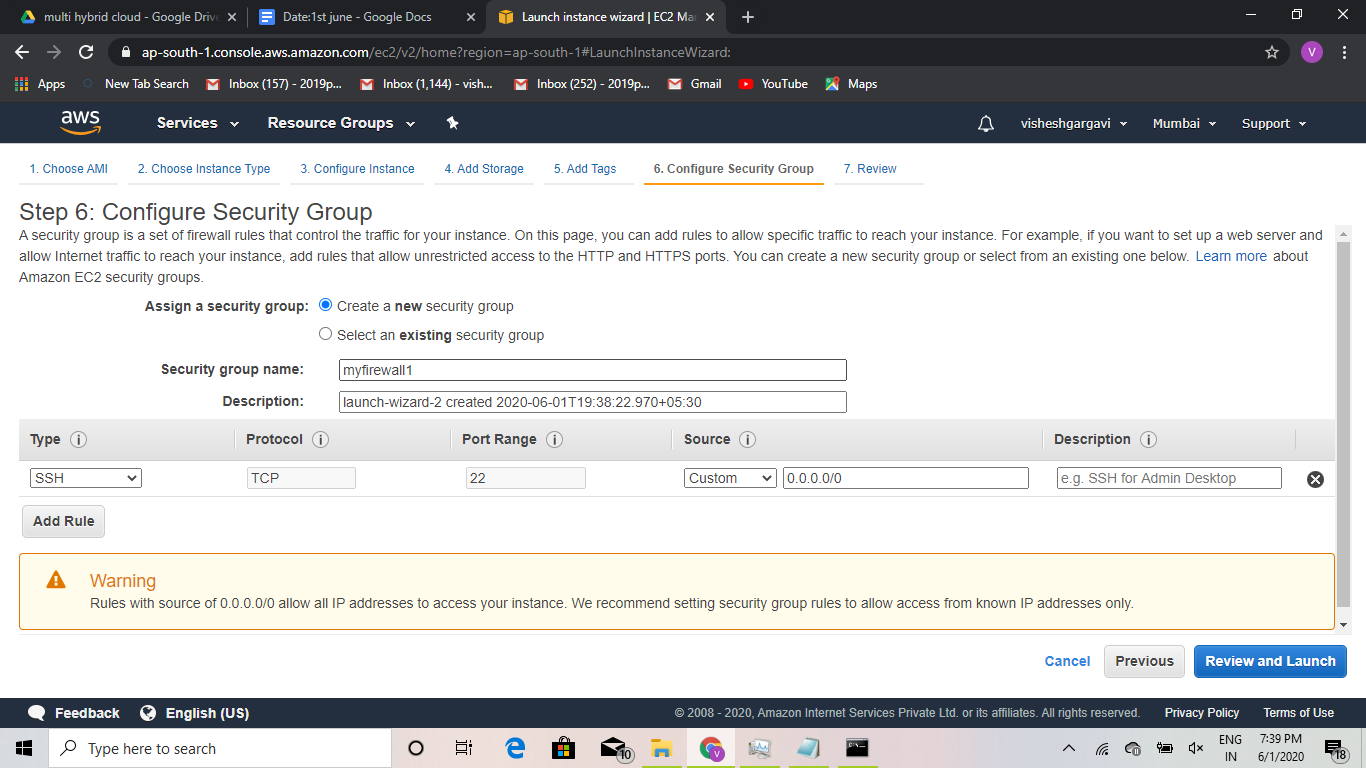 multi hybrid cloud - Google Drive
Date:1st june - Google Docs
Launch instance wizard | EC2 Ma
ap-south-1.console.aws.amazon.com/ec2/v2/home?region=ap-south-1#LaunchInstanceWizard:
V
Apps
New Tab Search
Inbox (157) - 2019p...
Inbox (1,144) - vish...
Inbox (252) - 2019p...
Gmail
YouTube
Maps
aws
Services
Resource Groups
visheshgargavi
Mumbai
Support
1. Choose AMI
2. Choose Instance Type
3. Configure Instance
4. Add Storage
5. Add Tags
6. Configure Security Group
7. Review
Step 6: Configure Security Group
A security group is a set of firewall rules that control the traffic for your instance. On this page, you can add rules to allow specific traffic to reach your instance. For example, if you want to set up a web server and
allow Internet traffic to reach your instance, add rules that allow unrestricted access to the HTTP and HTTPS ports. You can create a new security group or select from an existing one below. Learn more about
Amazon EC2 security groups.
Assign a security group:
Create a new security group
Select an existing security group
Security group name:
myfirewall1
Description:
launch-wizard-2 created 2020-06-01T19:38:22.970+05:30
Type i
Protocol i
Port Range i
Source i
Description i
SSH
TCP
22
Custom
0.0.0.0/0
e.g. SSH for Admin Desktop
Add Rule
Warning
Rules with source of 0.0.0.0/0 allow all IP addresses to access your instance. We recommend setting security group rules to allow access from known IP addresses only.
Cancel
Previous
Review and Launch
Feedback
English (US)
© 2008 - 2020, Amazon Internet Services Private Ltd. or its affiliates. All rights reserved.
Privacy Policy
Terms of Use
Type here to search
10
V
ENG
IN
7:39 PM
6/1/2020
18